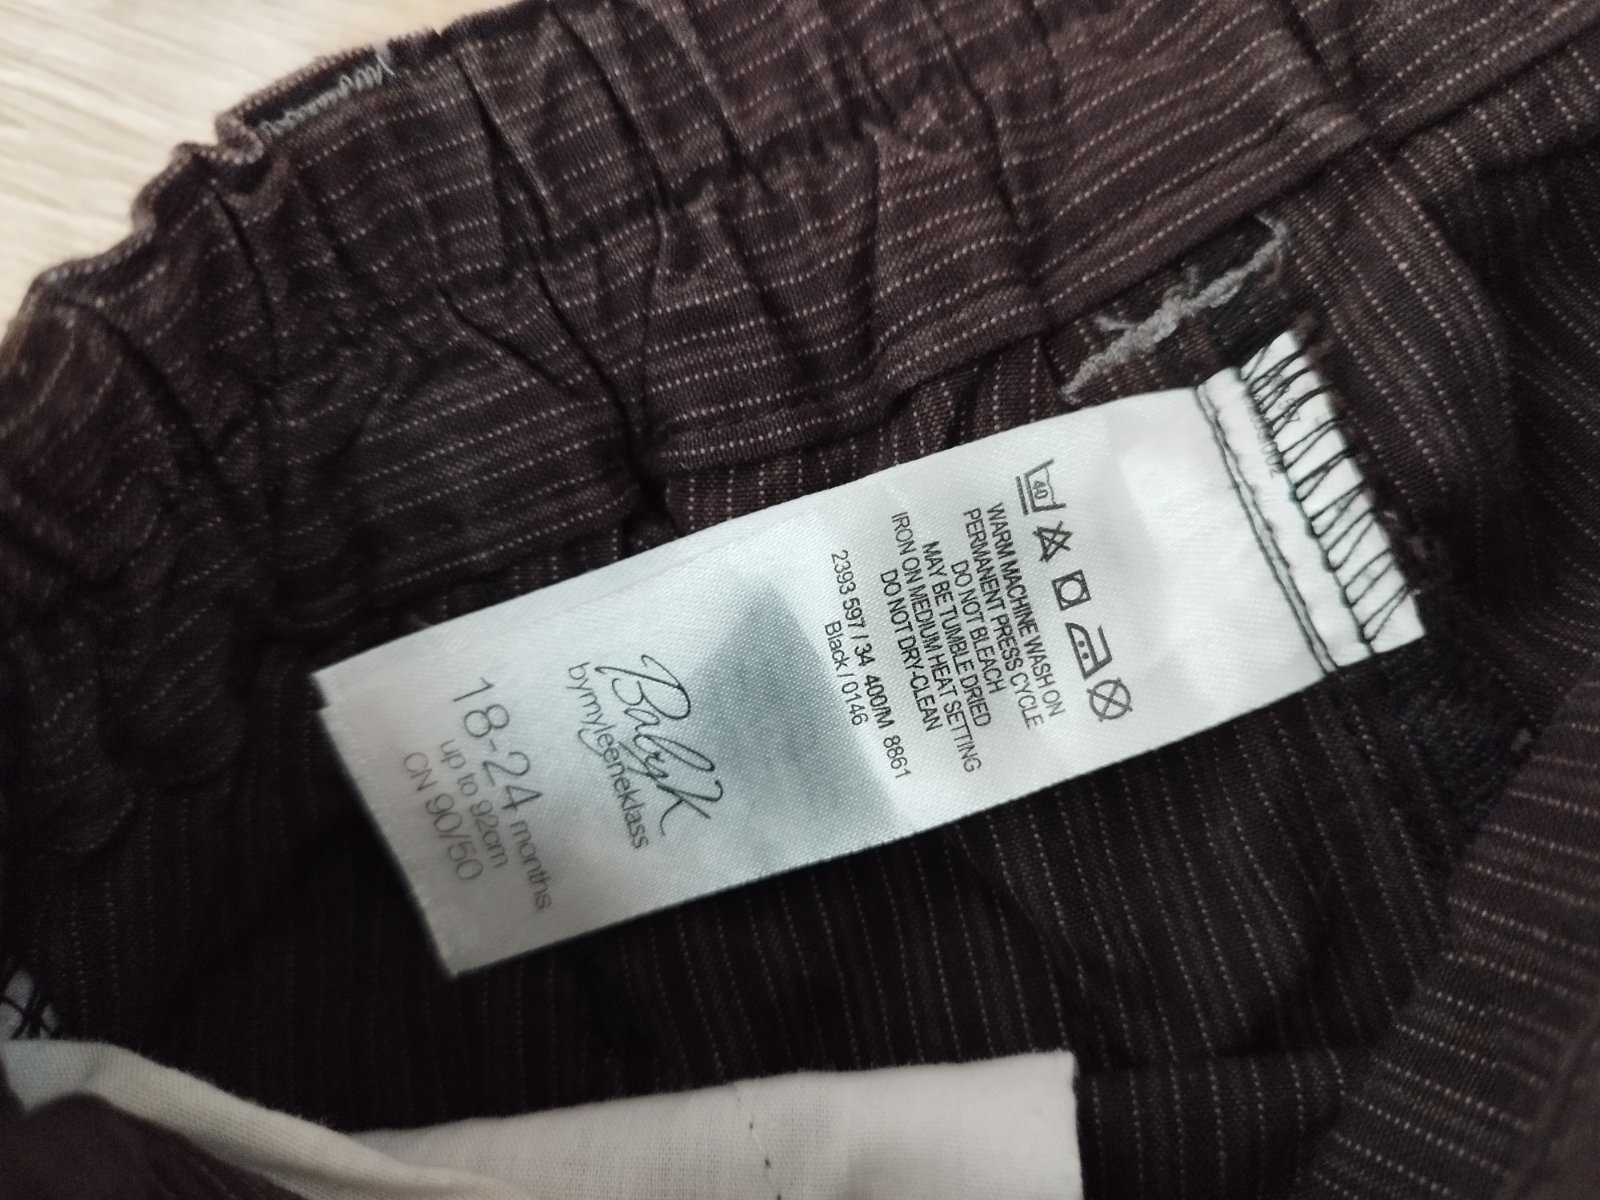 40
WARM MACHINE WASH ON
PERMANENT PRESS CYCLE
DO NOT BLEACH
MAY BE TUMBLE DRIED
IRON ON MEDIUM HEAT SETTING
DO NOT DRY-CLEAN
2393 597 / 34 400/M 8861
Black / 0146
BabyK
bymyleeneklass
18-24 months
up to 92cm
CN 90/50